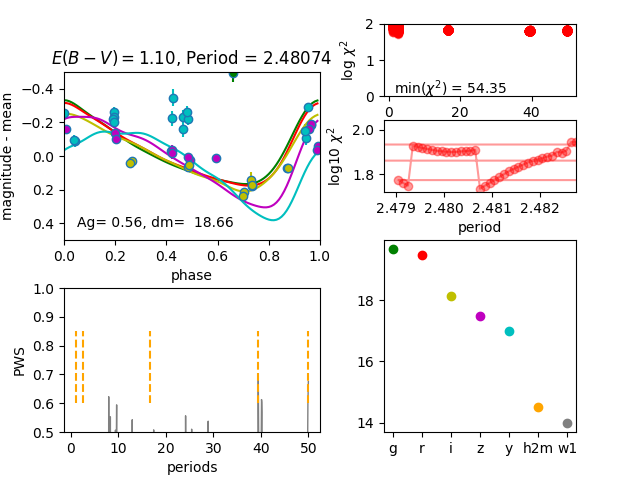 E(B − V) = 1.10, Period = 2.48074
−0.4
−0.2
0.0
0.2
0.4
magnitude - mean
Ag= 0.56, dm=  18.66
0.0 0.2 0.4 0.6 0.8 1.0
phase
2
1
0
log χ²
min(χ²) = 54.35
0 20 40
2.0
1.8
log10 χ²
2.479 2.480 2.481 2.482
period
1.0
0.9
0.8
0.7
0.6
0.5
PWS
0 10 20 30 40 50
periods
18
16
14
g r i z y h2m w1